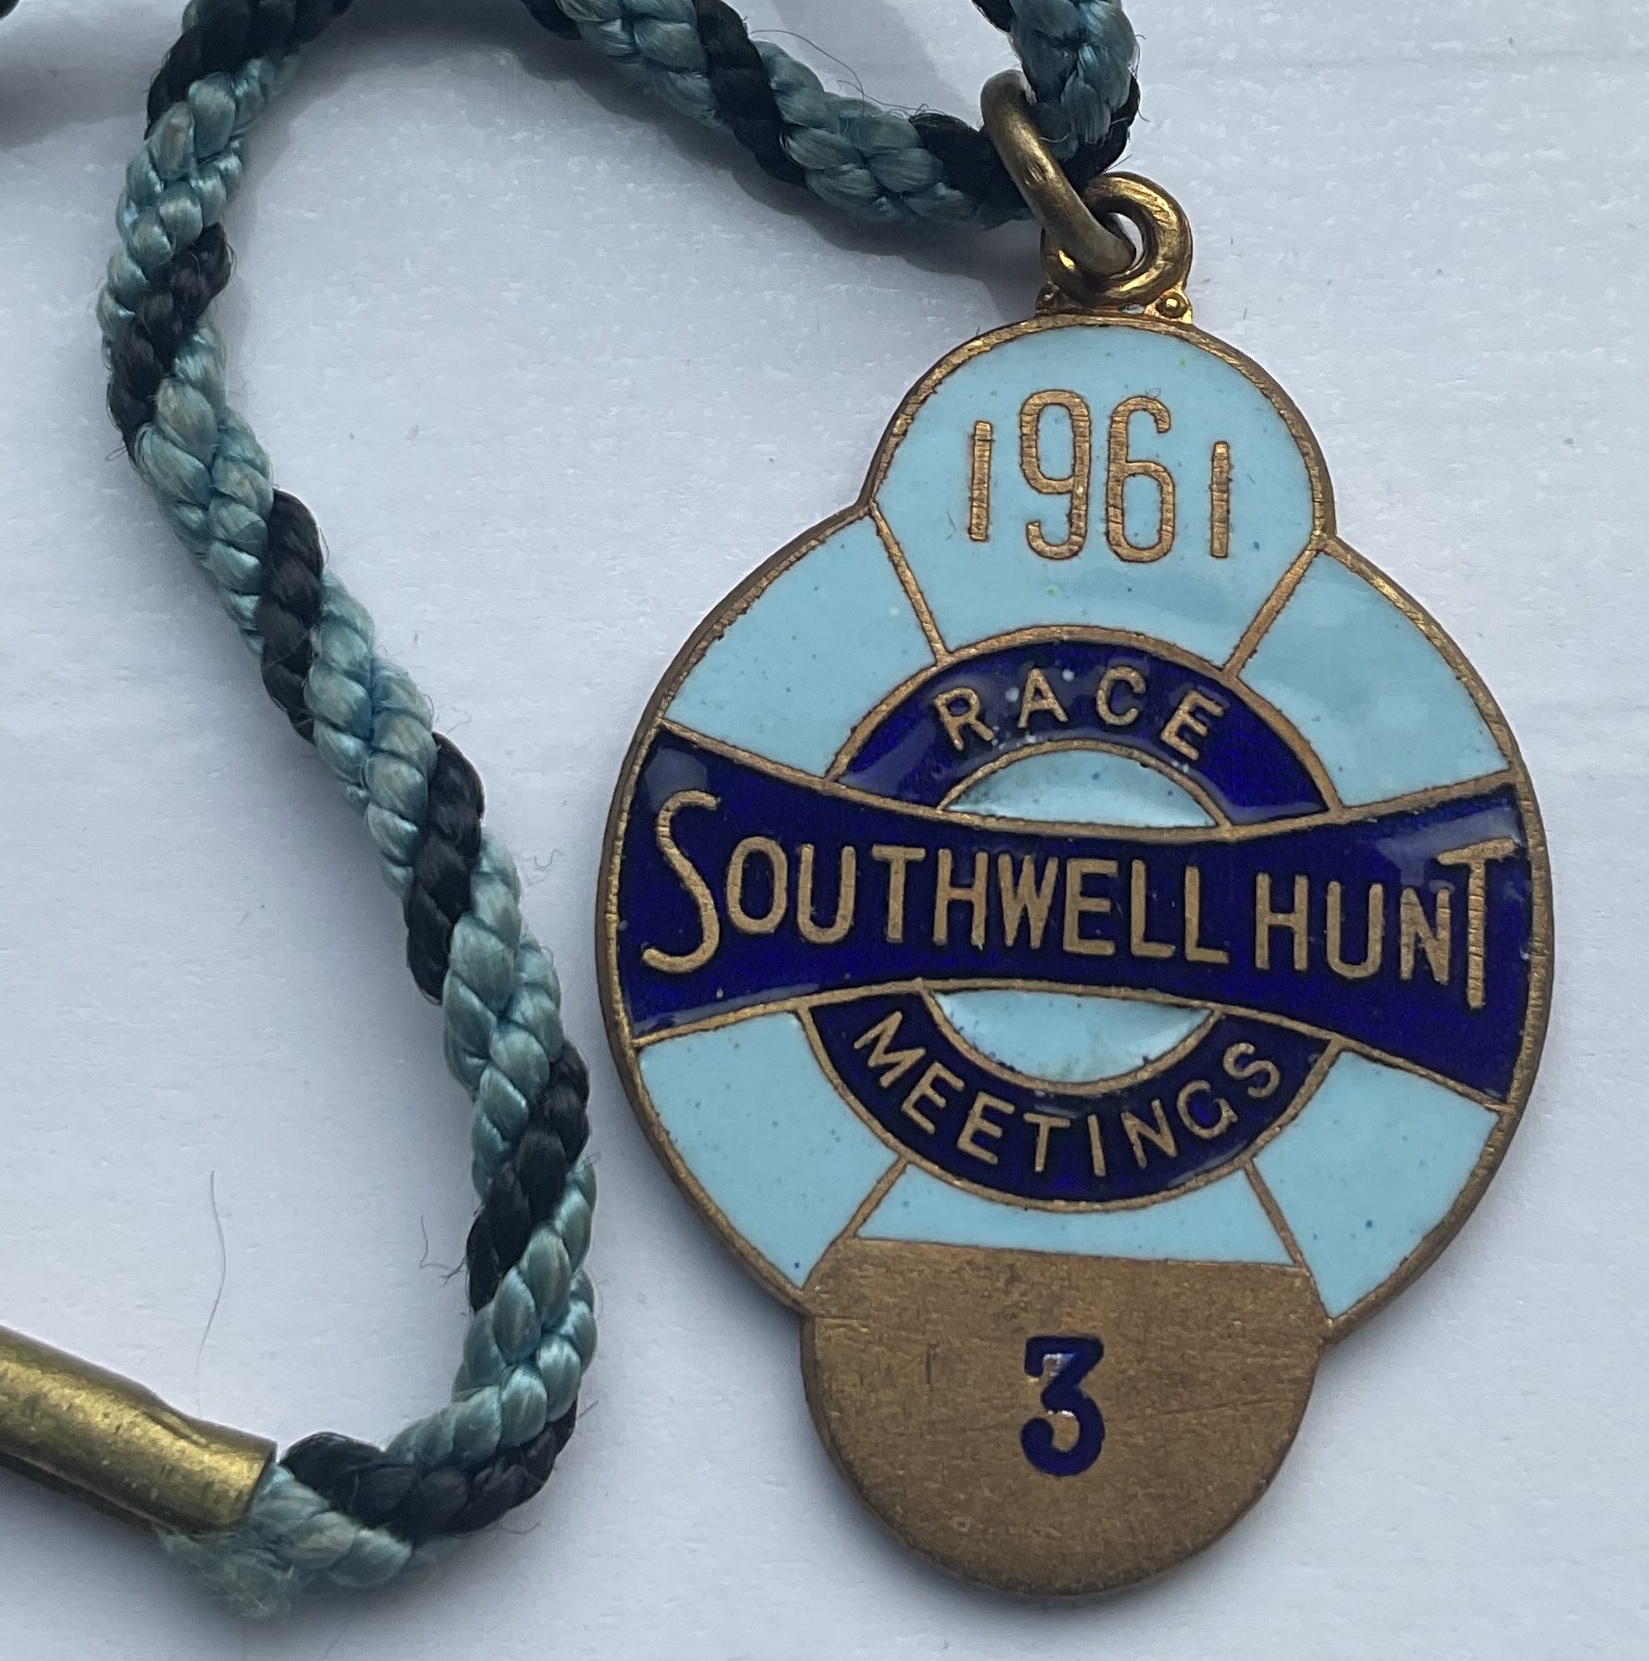 1961
RACE
SOUTHWELL HUNT
MEETINGS
3